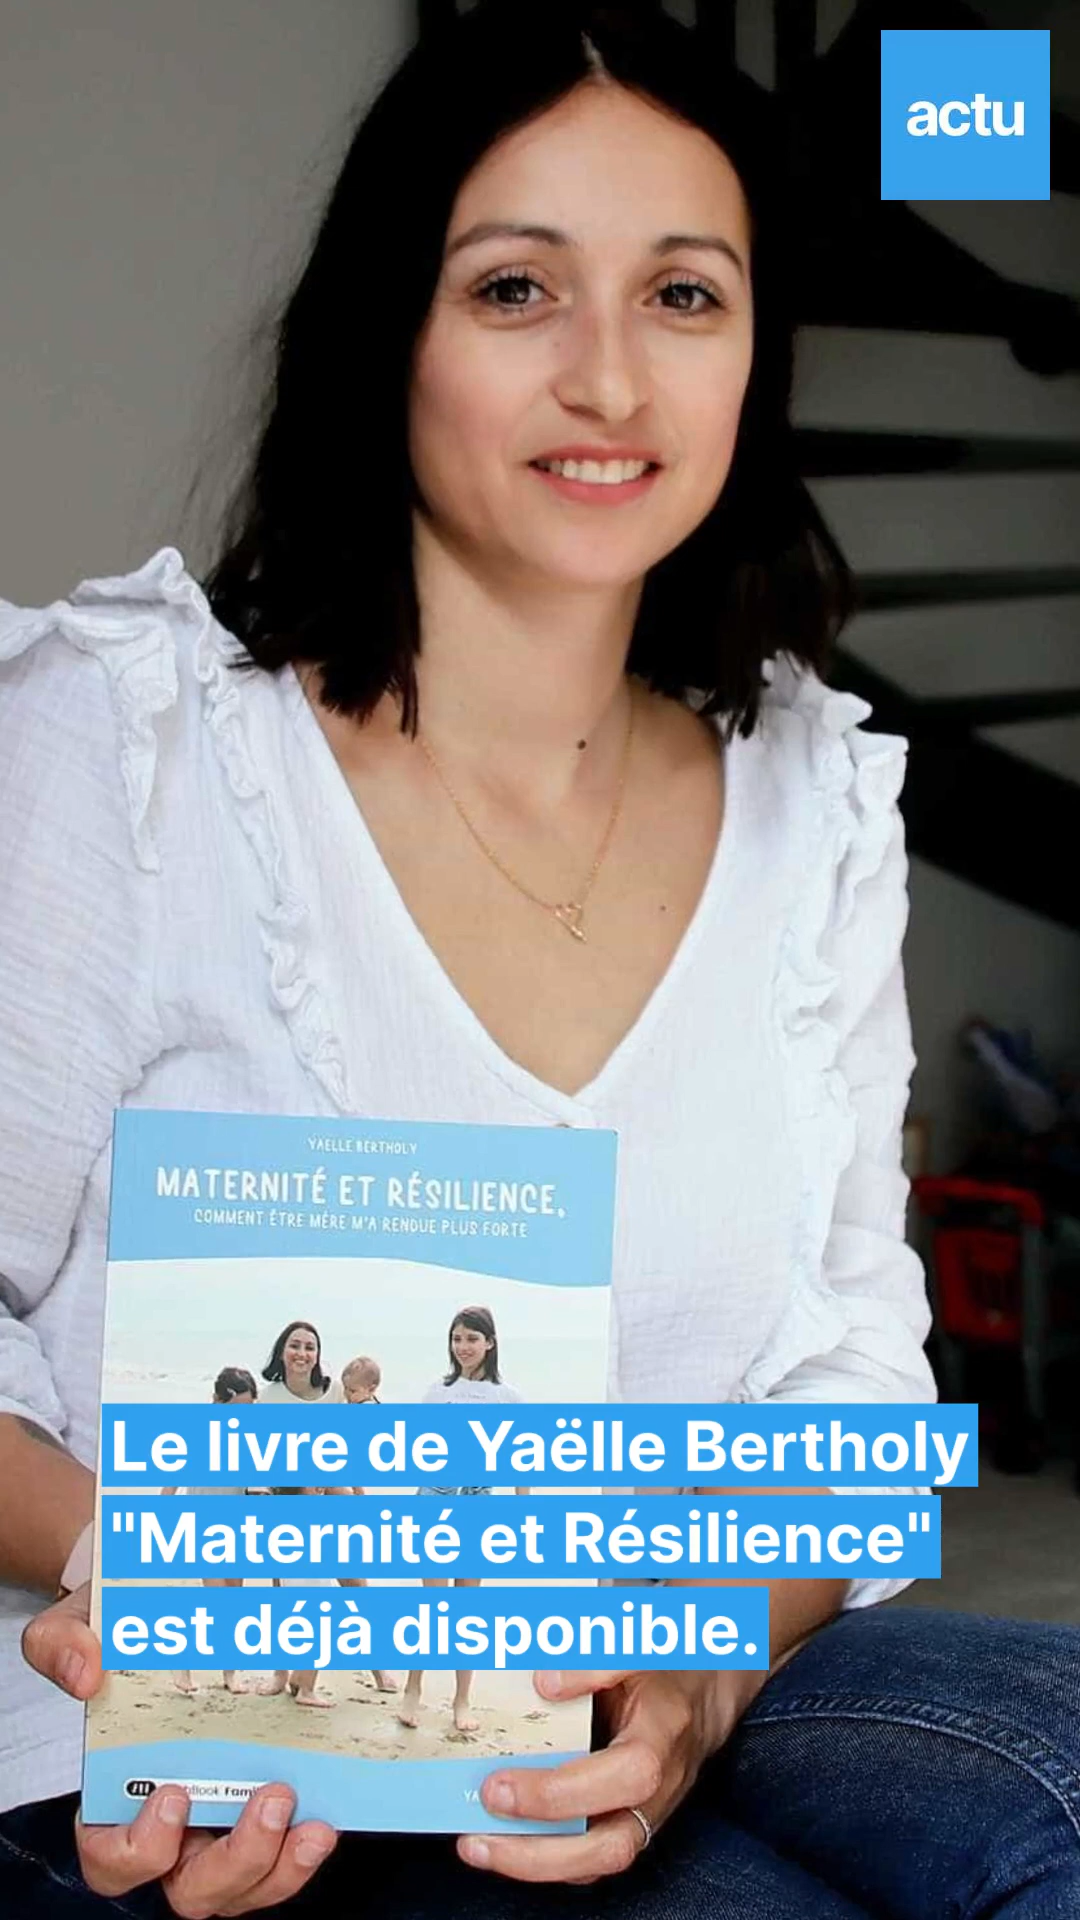 actu
YAELLE BERTHOLY
MATERNITÉ ET RÉSILIENCE,
COMMENT ÊTRE MÈRE M'A RENDUE PLUS FORTE
Le livre de Yaëlle Bertholy
"Maternité et Résilience"
est déjà disponible.